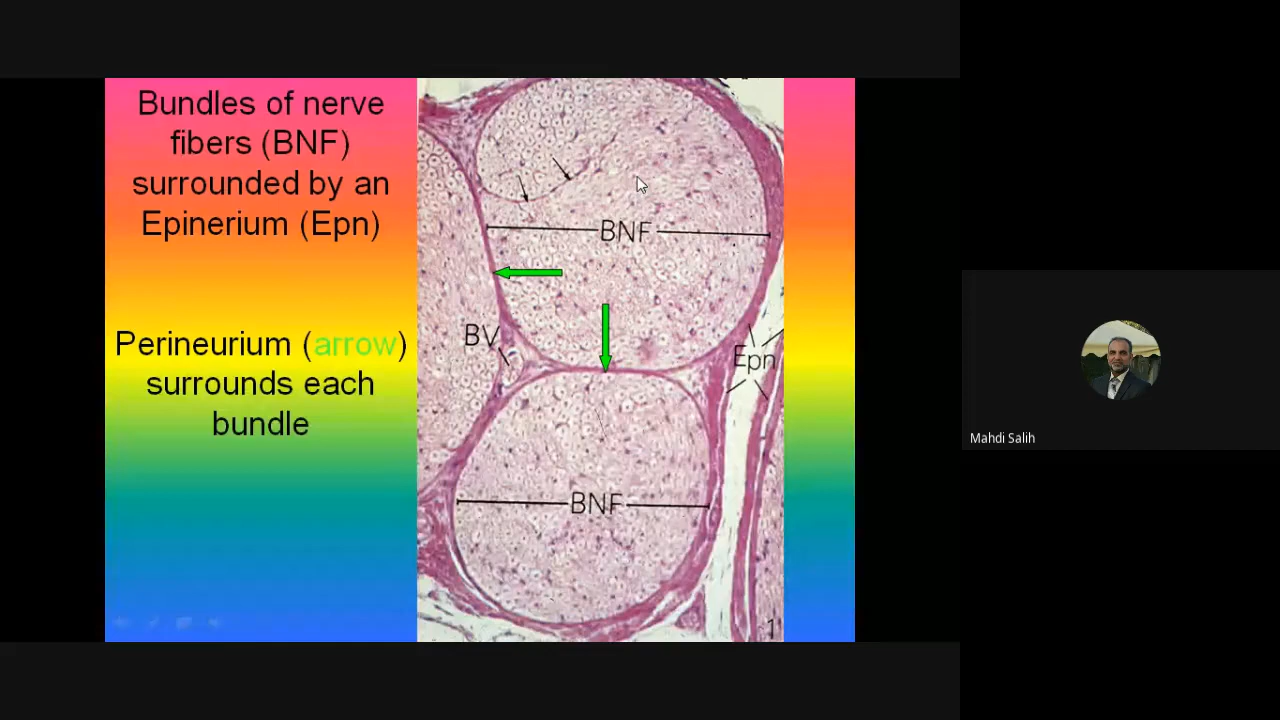 Bundles of nerve
fibers (BNF)
surrounded by an
Epinerium (Epn)
Perineurium (arrow)
surrounds each
bundle
BNF
BV
Epn
BNF
1
Mahdi Salih